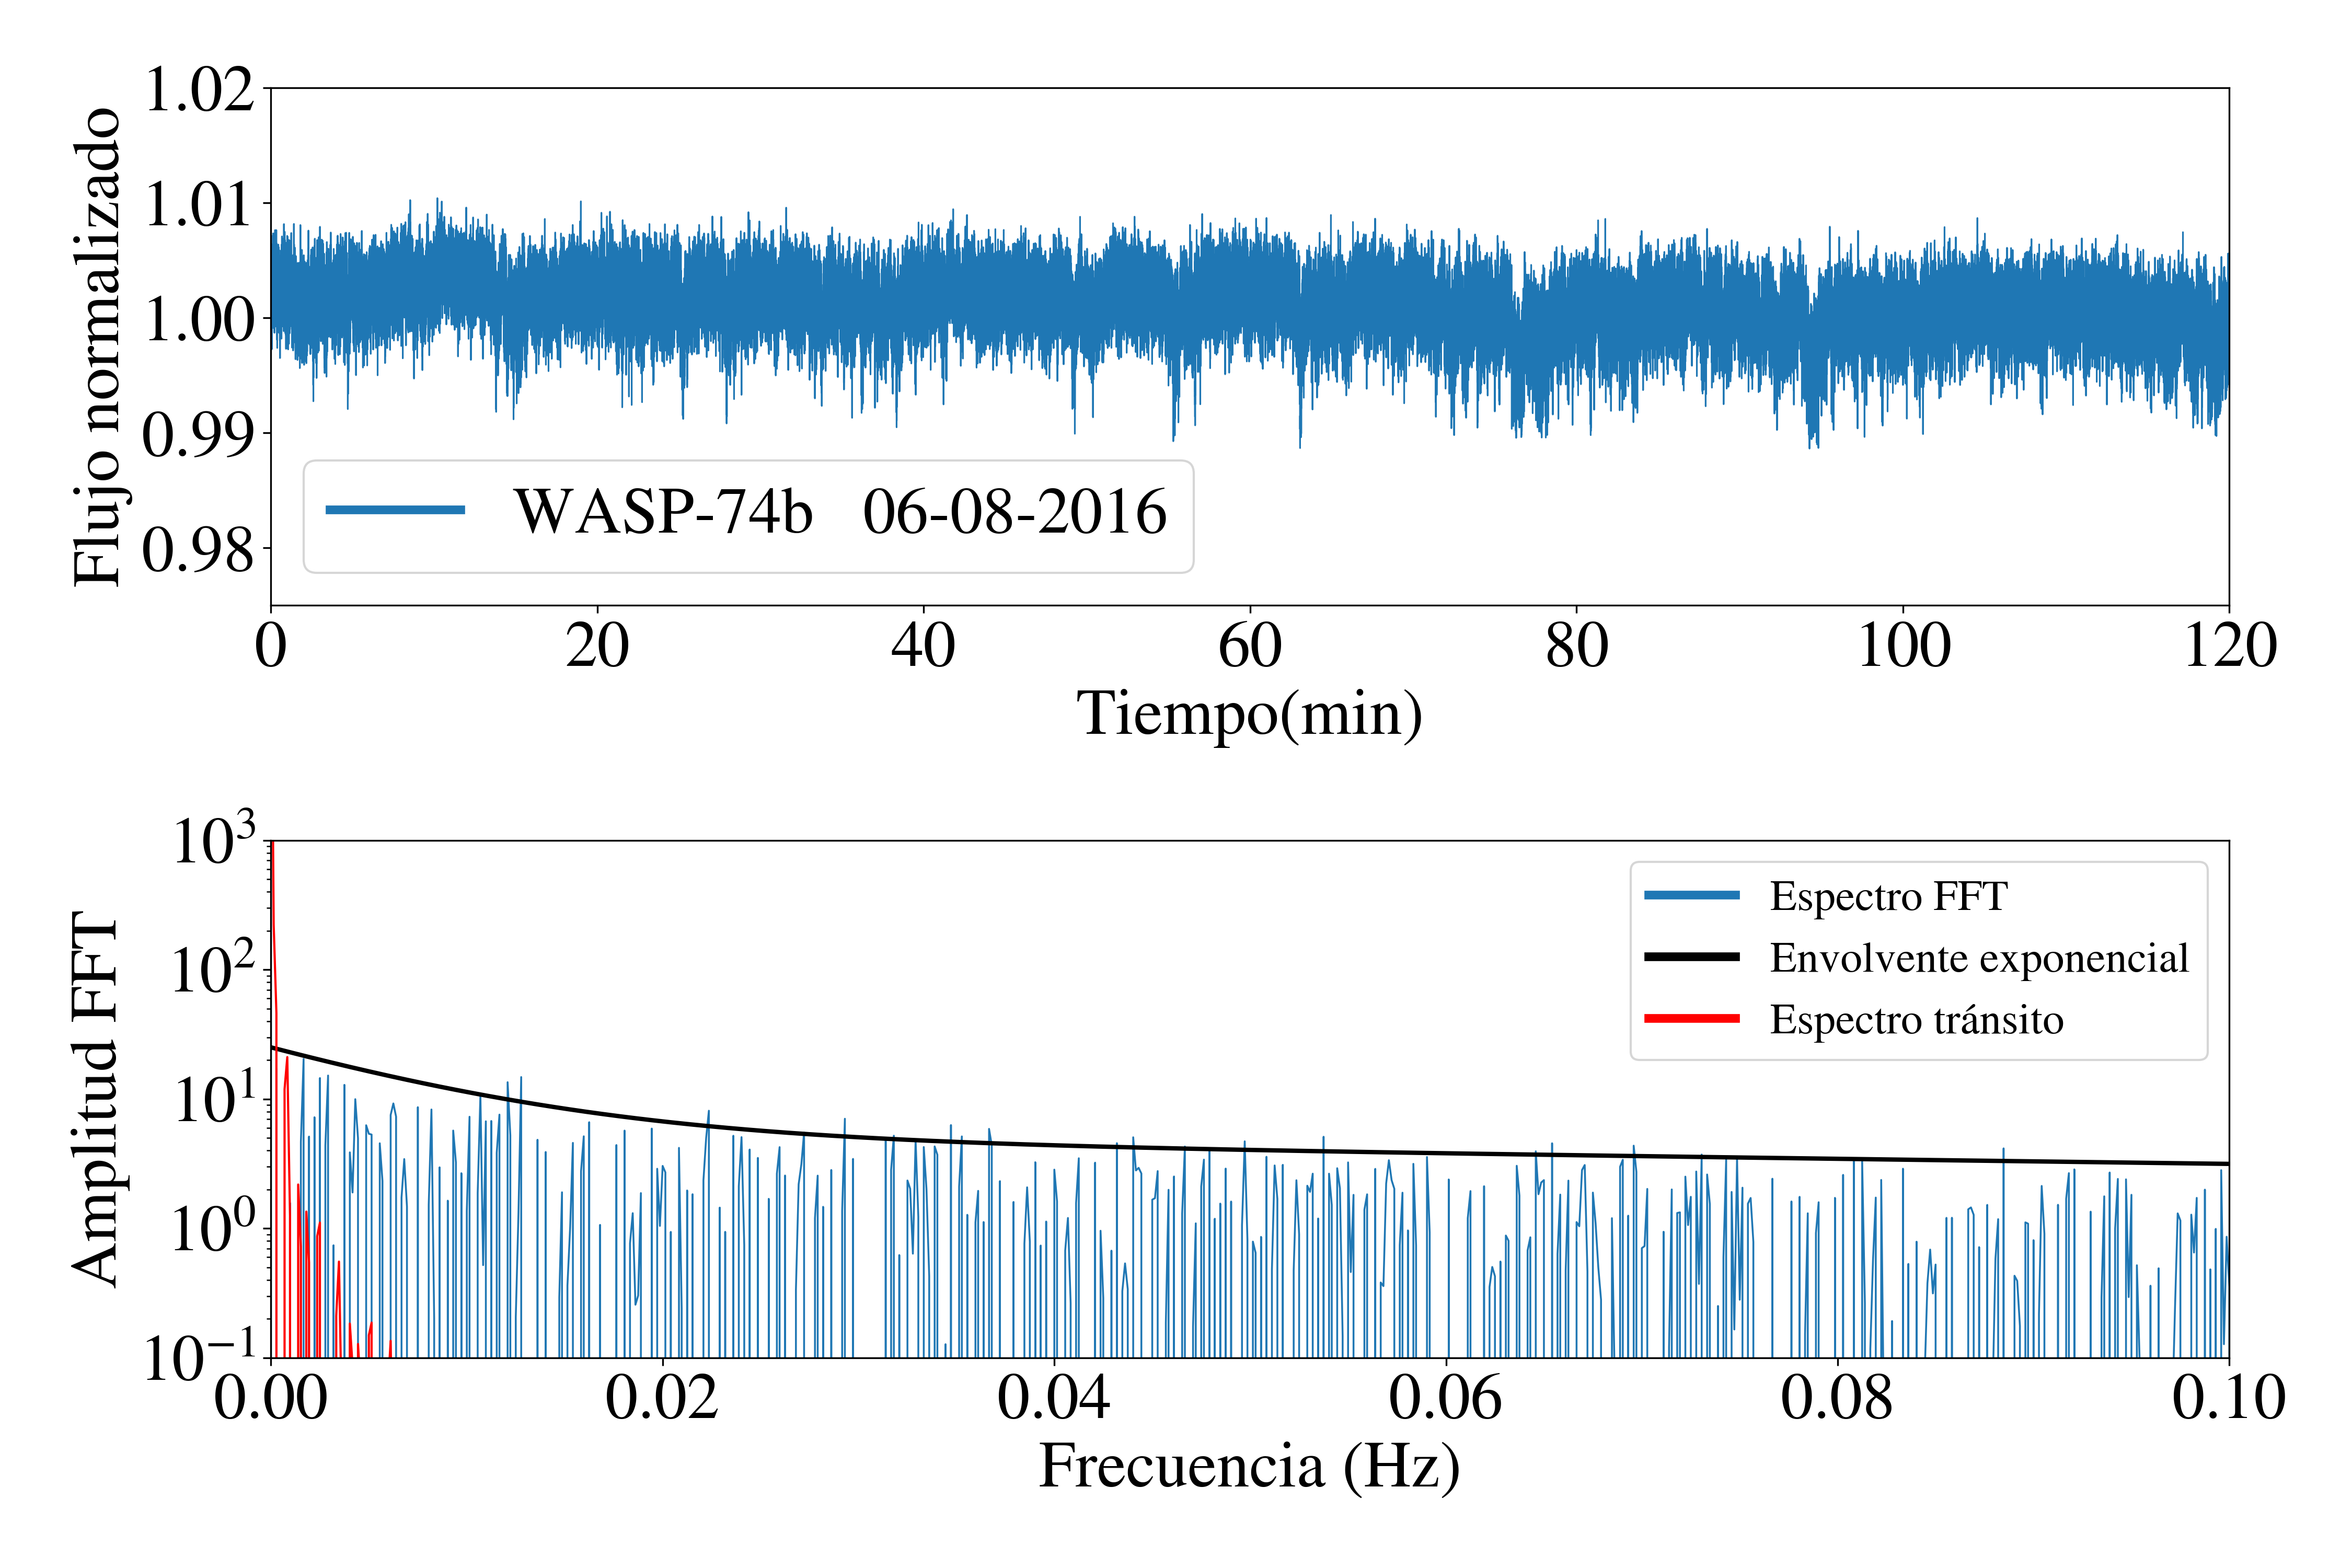 1.02
1.01
1.00
0.99
0.98
Flujo normalizado
WASP-74b 06-08-2016
0 20 40 60 80 100 120
Tiempo(min)
10³
10²
10¹
10⁰
10⁻¹
Amplitud FFT
Espectro FFT
Envolvente exponencial
Espectro tránsito
0.00 0.02 0.04 0.06 0.08 0.10
Frecuencia (Hz)